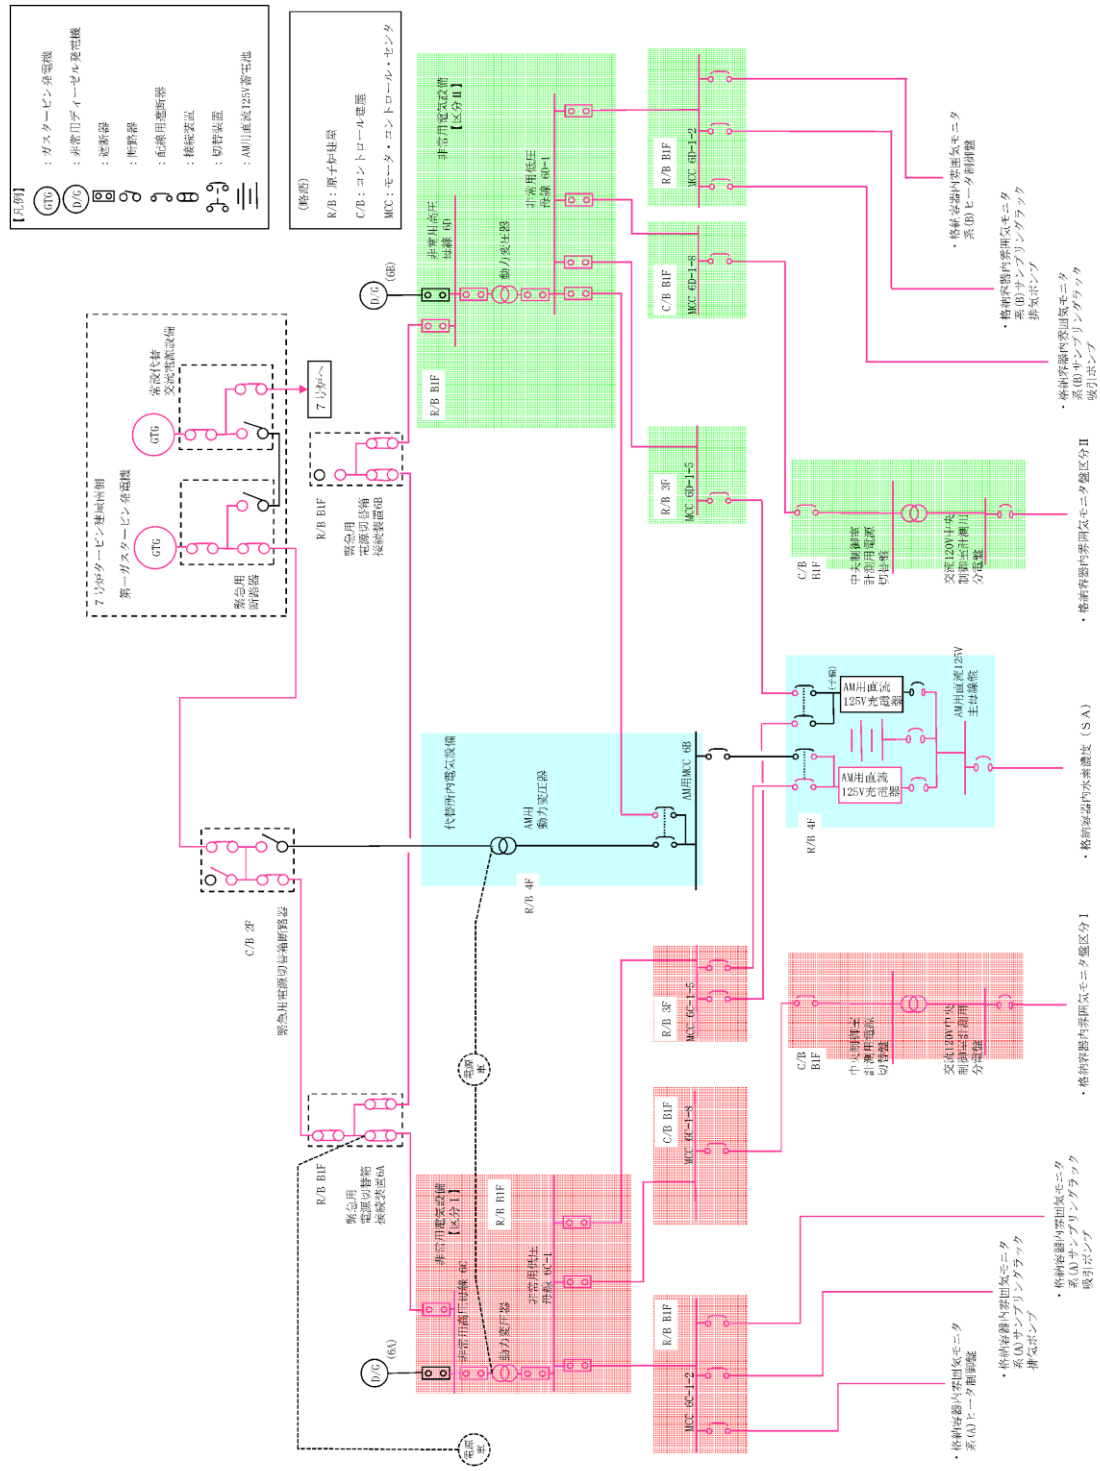 【凡例】
GTG
：ガスタービン発電機
D/G
：非常用ディーゼル発電機
：遮断器
：断路器
：配線用遮断器
：接続装置
：切替装置
：AM用直流125V蓄電池
(略語)
R/B：原子炉建屋
C/B：コントロール建屋
MCC：モータ・コントロール・センタ
7号炉タービン建屋南側
第一ガスタービン発電機
常設代替
交流電源設備
GTG
GTG
緊急用
断路器
7号炉へ
C/B 2F
緊急用電源切替箱断路器
R/B B1F
緊急用
電源切替箱
接続装置6A
R/B B1F
緊急用
電源切替箱
接続装置6B
電源
車
電源
車
D/G
(6A)
非常用電気設備
【区分Ⅰ】
R/B B1F
非常用高圧母線 6C
動力変圧器
非常用低圧
母線 6C-1
代替所内電気設備
AM用
動力変圧器
R/B 4F
AM用MCC 6B
D/G
(6B)
非常用電気設備
【区分Ⅱ】
R/B B1F
非常用高圧
母線 6D
動力変圧器
非常用低圧
母線 6D-1
R/B B1F
MCC 6C-1-2
C/B B1F
MCC 6C-1-8
R/B 3F
MCC 6C-1-5
R/B 3F
MCC 6D-1-5
C/B B1F
MCC 6D-1-8
R/B B1F
MCC 6D-1-2
C/B
B1F
中央制御室
計測用電源
切替盤
交流120V中央
制御室計測用
分電盤
R/B 4F
(予備)
AM用直流
125V充電器
AM用直流
125V充電器
AM用直流125V
主母線盤
C/B
B1F
中央制御室
計測用電源
切替盤
交流120V中央
制御室計測用
分電盤
・格納容器内雰囲気モニタ
系(A)ヒータ制御盤
・格納容器内雰囲気モニタ
系(A)サンプリングラック
排気ポンプ
・格納容器内雰囲気モニタ
系(A)サンプリングラック
吸引ポンプ
・格納容器内雰囲気モニタ盤区分Ⅰ
・格納容器内水素濃度（ＳＡ）
・格納容器内雰囲気モニタ盤区分Ⅱ
・格納容器内雰囲気モニタ
系(B)サンプリングラック
吸引ポンプ
・格納容器内雰囲気モニタ
系(B)サンプリングラック
排気ポンプ
・格納容器内雰囲気モニタ
系(B)ヒータ制御盤